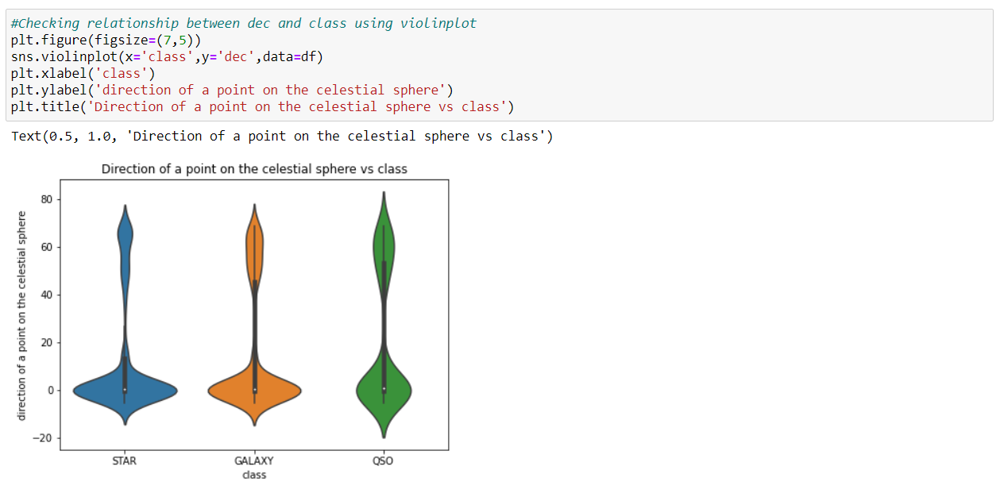 #Checking relationship between dec and class using violinplot
plt.figure(figsize=(7,5))
sns.violinplot(x='class',y='dec',data=df)
plt.xlabel('class')
plt.ylabel('direction of a point on the celestial sphere')
plt.title('Direction of a point on the celestial sphere vs class')
Text(0.5, 1.0, 'Direction of a point on the celestial sphere vs class')
Direction of a point on the celestial sphere vs class
direction of a point on the celestial sphere
80
60
40
20
0
−20
STAR GALAXY QSO
class